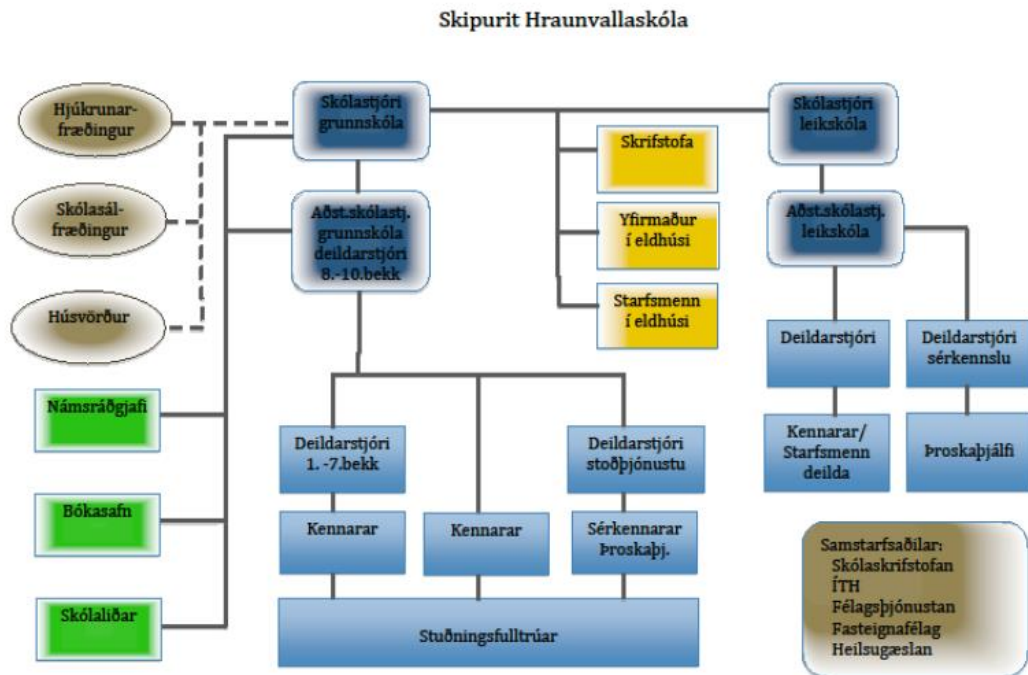 Skipurit Hraunvallaskóla
Hjúkrunar-
fræðingur
Skólasál-
fræðingur
Húsvörður
Námsráðgjafi
Bókasafn
Skólaliðar
Skólastjóri
grunnskóla
Aðst.skólastj.
grunnskóla
deildarstjóri
8.-10.bekk
Deildarstjóri
1. -7.bekk
Kennarar
Kennarar
Deildarstjóri
stoðþjónustu
Sérkennarar
Þroskaþj.
Stuðningsfulltrúar
Skrifstofa
Yfirmaður
í eldhúsi
Starfsmenn
í eldhúsi
Skólastjóri
leikskóla
Aðst.skólastj.
leikskóla
Deildarstjóri
Kennarar/
Starfsmenn
deilda
Deildarstjóri
sérkennslu
Þroskaþjálfi
Samstarfsaðilar:
Skólaskrifstofan
ÍTH
Félagsþjónustan
Fasteignafélag
Heilsugæslan